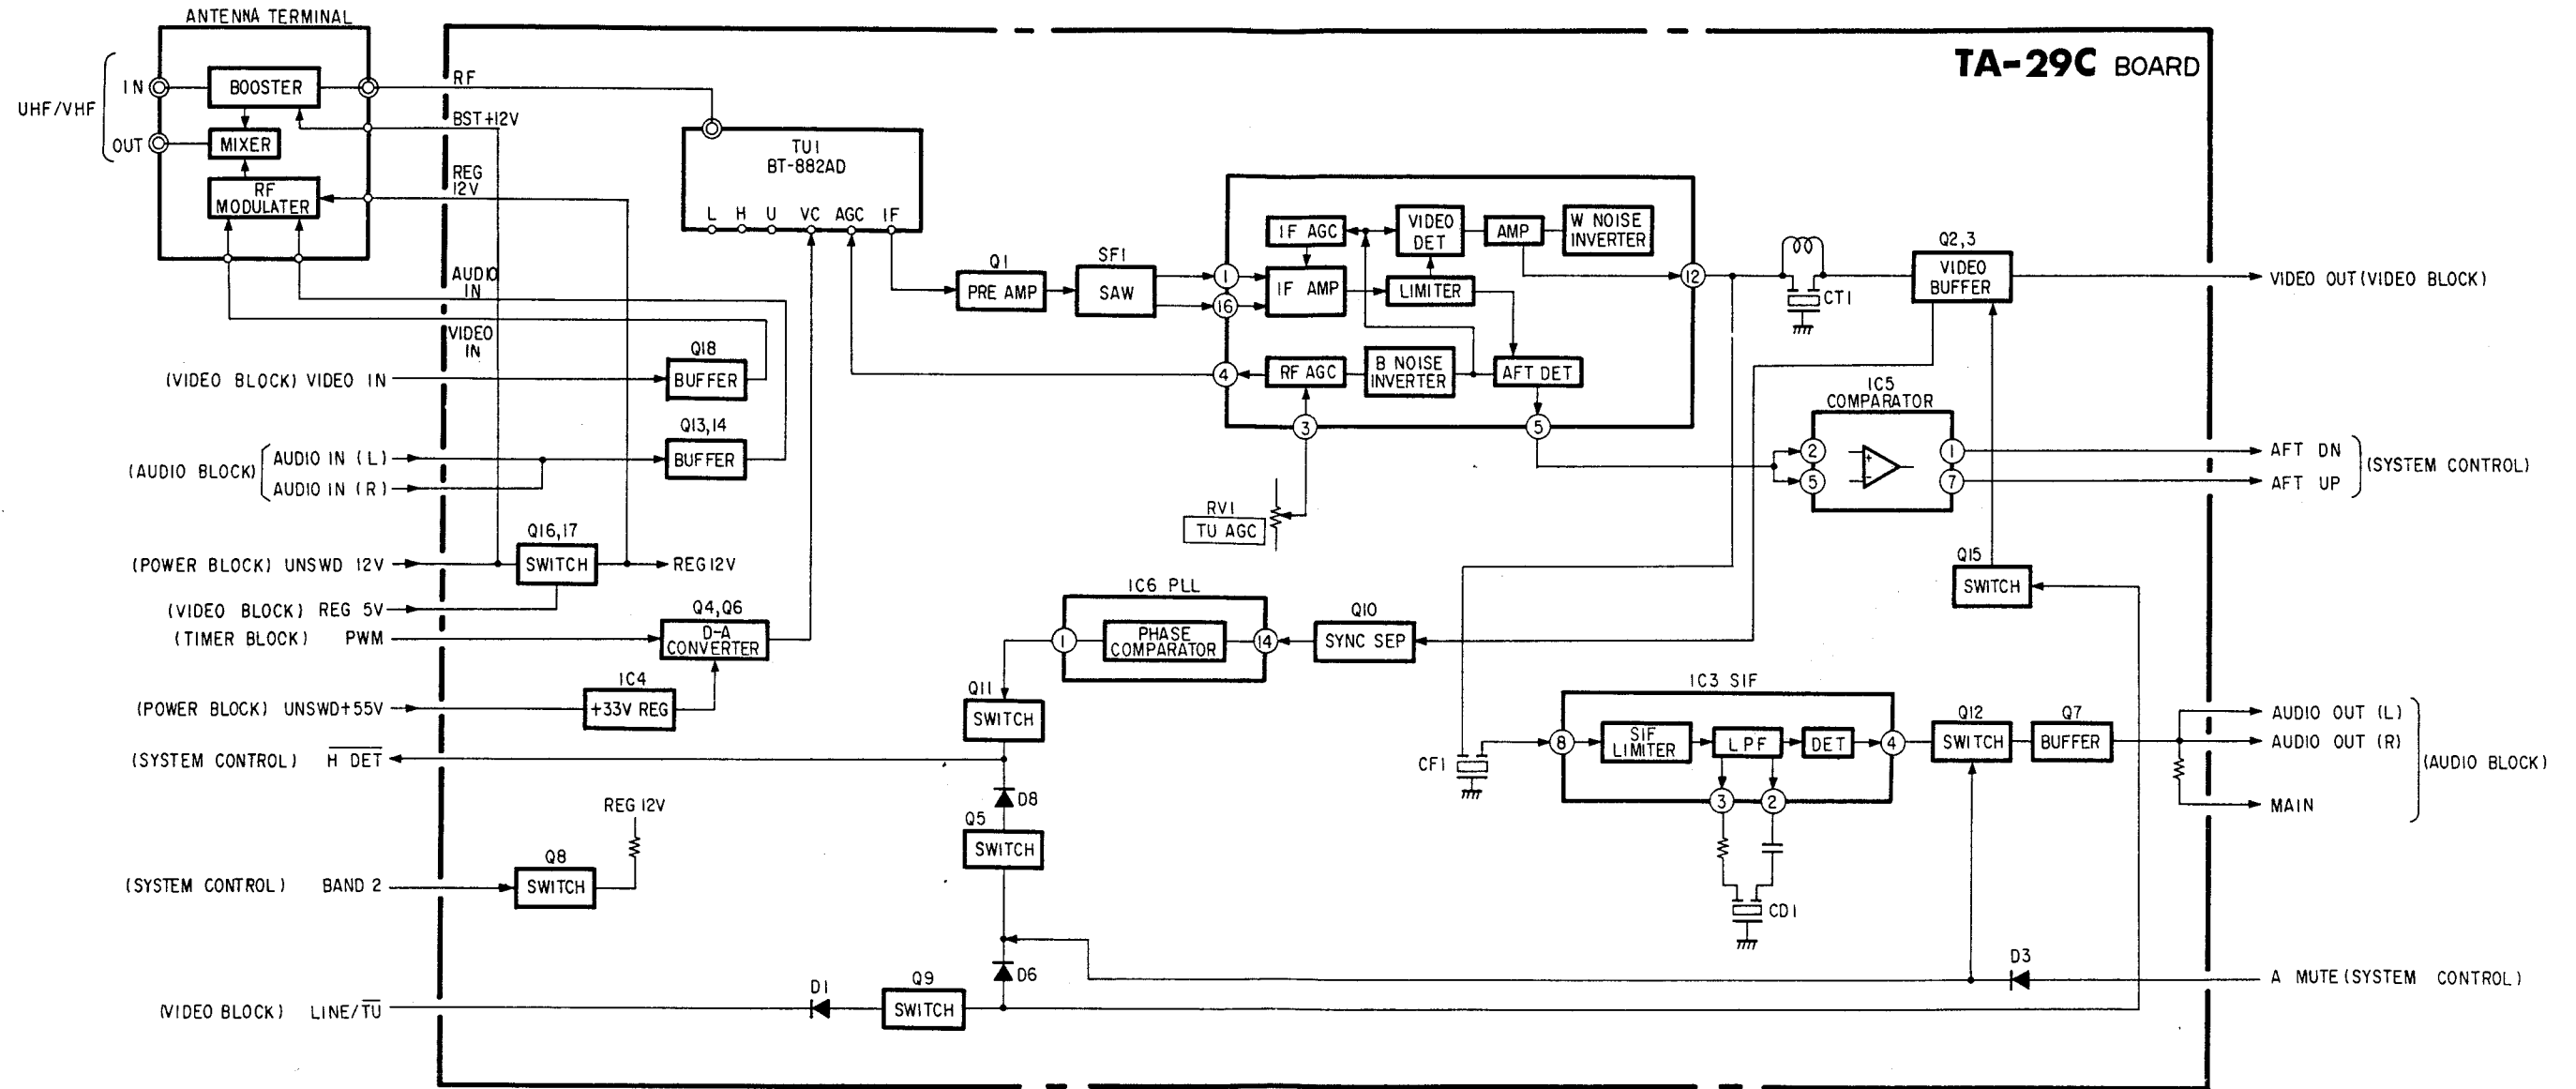 ANTENNA TERMINAL
TA-29C BOARD
UHF/VHF
IN
BOOSTER
OUT
MIXER
RF
MODULATER
RF
BST+12V
REG
12V
AUDIO
IN
VIDEO
IN
TU1
BT-882AD
L H U VC AGC IF
Q1
PRE AMP
SF1
SAW
1
16
4
3
5
12
IF AGC
VIDEO
DET
AMP
W NOISE
INVERTER
IF AMP
LIMITER
RF AGC
B NOISE
INVERTER
AFT DET
RV1
TU AGC
CT1
Q2,3
VIDEO
BUFFER
VIDEO OUT (VIDEO BLOCK)
IC5
COMPARATOR
2
5
+
-
1
7
AFT DN
AFT UP
(SYSTEM CONTROL)
Q15
SWITCH
(VIDEO BLOCK) VIDEO IN
Q18
BUFFER
(AUDIO BLOCK)
AUDIO IN (L)
AUDIO IN (R)
Q13,14
BUFFER
(POWER BLOCK) UNSWD 12V
Q16,17
SWITCH
REG12V
(VIDEO BLOCK) REG 5V
(TIMER BLOCK) PWM
Q4,Q6
D-A
CONVERTER
(POWER BLOCK) UNSWD+55V
IC4
+33V REG
(SYSTEM CONTROL) H DET
IC6 PLL
1
PHASE
COMPARATOR
14
Q10
SYNC SEP
Q11
SWITCH
D8
Q5
SWITCH
D6
IC3 SIF
CF1
8
SIF
LIMITER
LPF
DET
4
3
2
CD1
Q12
SWITCH
Q7
BUFFER
AUDIO OUT (L)
AUDIO OUT (R)
MAIN
(AUDIO BLOCK)
REG 12V
(SYSTEM CONTROL) BAND 2
Q8
SWITCH
D3
A MUTE (SYSTEM CONTROL)
(VIDEO BLOCK) LINE/TU
D1
Q9
SWITCH